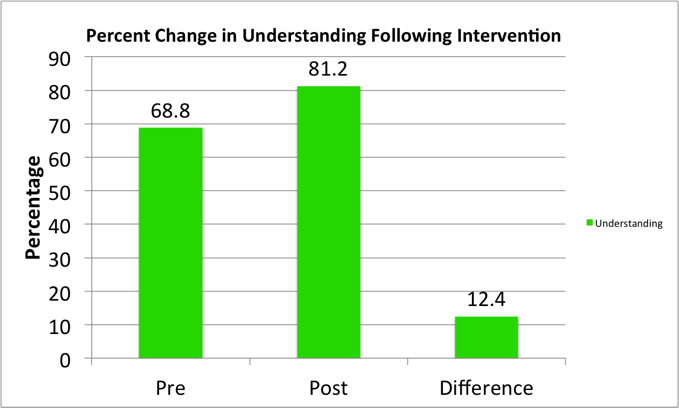 Percent Change in Understanding Following Intervention
Percentage
90
80
70
60
50
40
30
20
10
0
68.8
81.2
12.4
Pre
Post
Difference
Understanding